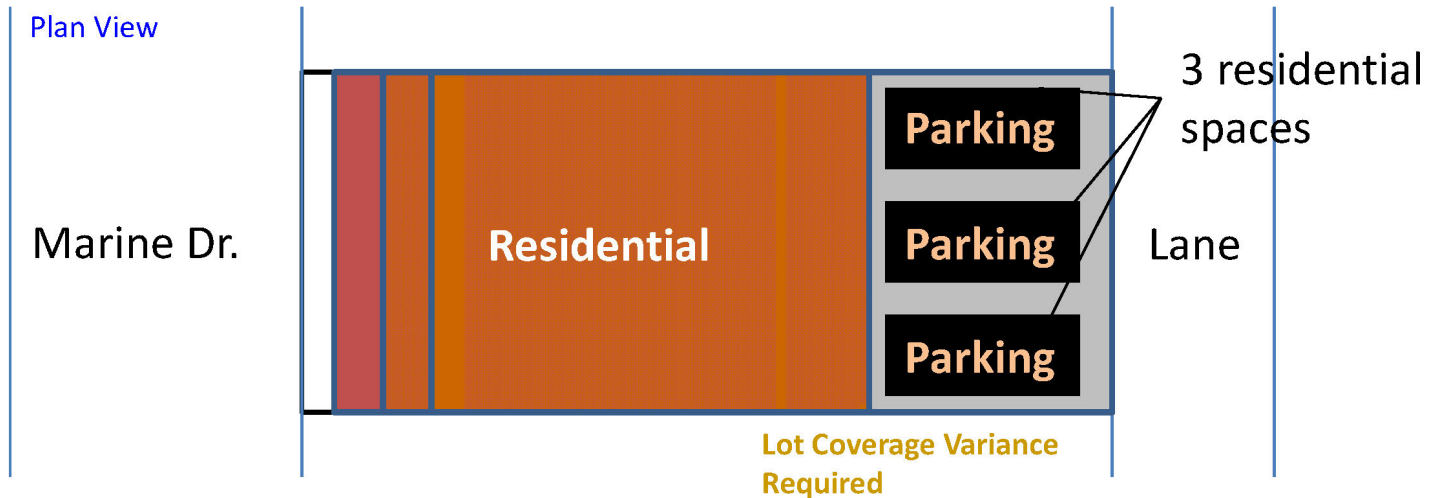 Plan View
3 residential
spaces
Parking
Marine Dr.
Residential
Parking
Lane
Parking
Lot Coverage Variance
Required